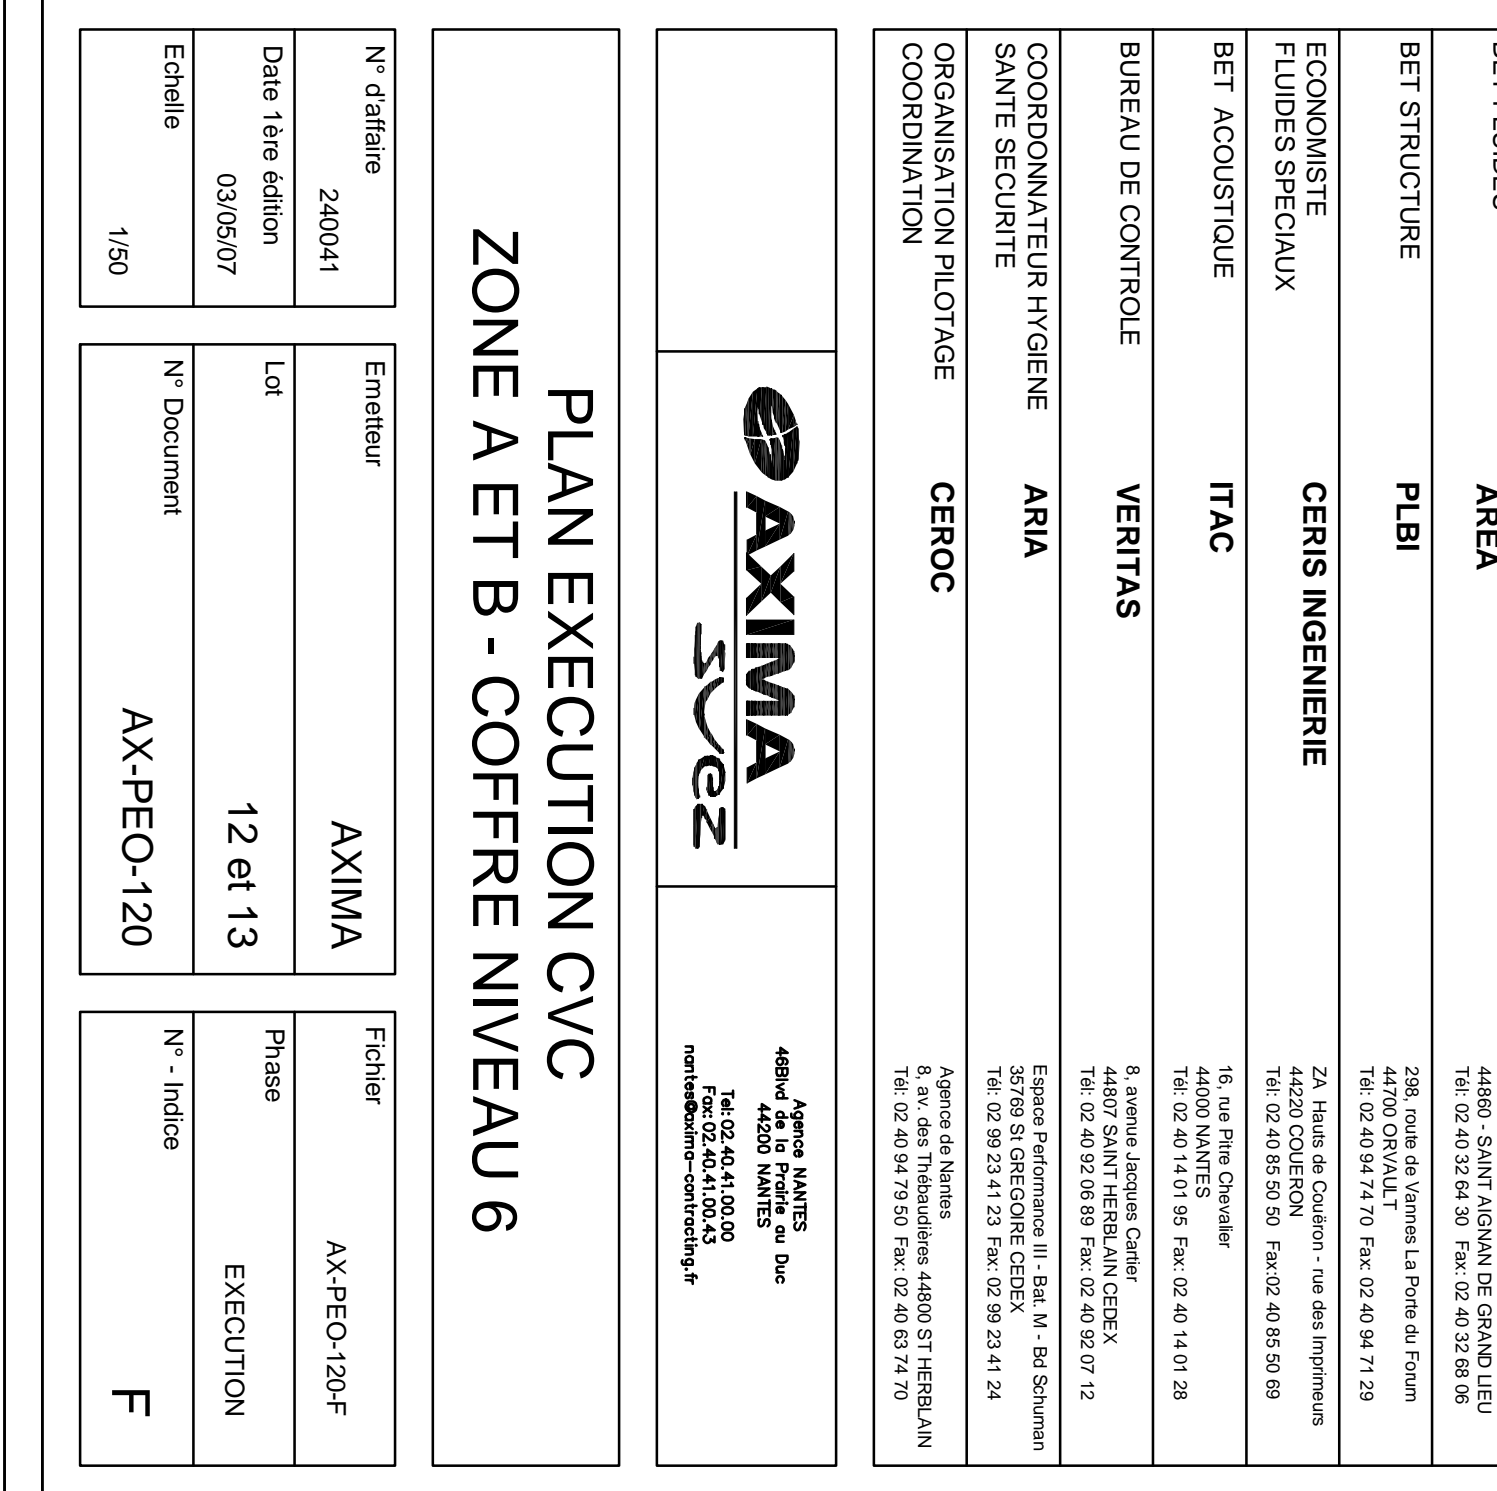 AREA
44860 - SAINT AIGNAN DE GRAND LIEU
Tél: 02 40 32 64 30 Fax: 02 40 32 68 06
BET STRUCTURE
PLBI
298, route de Vannes La Porte du Forum
44700 ORVAULT
Tél: 02 40 94 74 70 Fax: 02 40 94 71 29
ECONOMISTE
FLUIDES SPECIAUX
CERIS INGENIERIE
ZA Hauts de Couëron - rue des Imprimeurs
44220 COUERON
Tél: 02 40 85 50 50 Fax:02 40 85 50 69
BET ACOUSTIQUE
ITAC
16, rue Pitre Chevalier
44000 NANTES
Tél: 02 40 14 01 95 Fax: 02 40 14 01 28
BUREAU DE CONTROLE
VERITAS
8, avenue Jacques Cartier
44807 SAINT HERBLAIN CEDEX
Tél: 02 40 92 06 89 Fax: 02 40 92 07 12
COORDONNATEUR HYGIENE
SANTE SECURITE
ARIA
Espace Performance III - Bat. M - Bd Schuman
35769 St GREGOIRE CEDEX
Tél: 02 99 23 41 23 Fax: 02 99 23 41 24
ORGANISATION PILOTAGE
COORDINATION
CEROC
Agence de Nantes
8, av. des Thébaudières 44800 ST HERBLAIN
Tél: 02 40 94 79 50 Fax: 02 40 63 74 70
AXIMA
suez
Agence NANTES
46Blvd de la Prairie au Duc
44200 NANTES
Tel: 02.40.41.00.00
Fax: 02.40.41.00.43
nantes@axima-contracting.fr
PLAN EXECUTION CVC
ZONE A ET B - COFFRE NIVEAU 6
N° d'affaire
240041
Date 1ère édition
03/05/07
Echelle
1/50
Emetteur
AXIMA
Lot
12 et 13
N° Document
AX-PEO-120
Fichier
AX-PEO-120-F
Phase
EXECUTION
N° - Indice
F